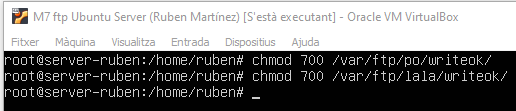 M7 ftp Ubuntu Server (Ruben Martínez) [S'està executant] - Oracle VM VirtualBox
Fitxer Màquina Visualitza Entrada Dispositius Ajuda
root@server-ruben:/home/ruben# chmod 700 /var/ftp/po/writeok/
root@server-ruben:/home/ruben# chmod 700 /var/ftp/lala/writeok/
root@server-ruben:/home/ruben# _